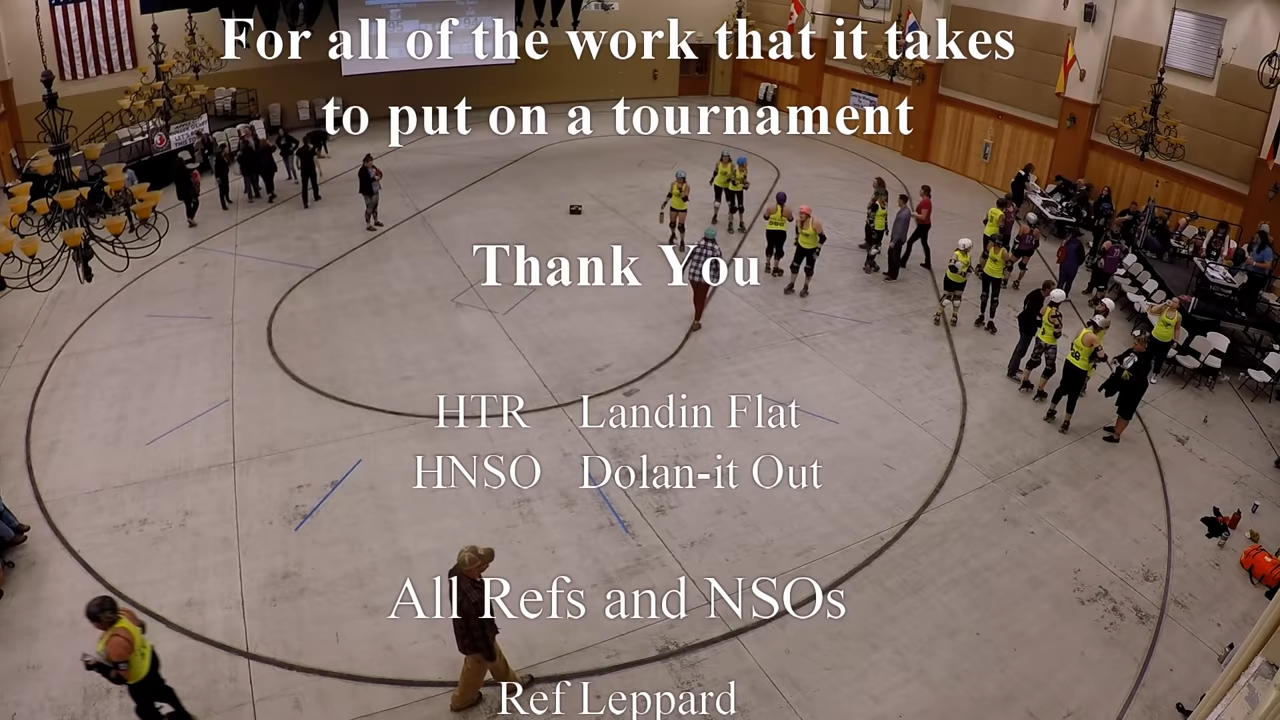 For all of the work that it takes
to put on a tournament
Thank You
HTR Landin Flat
HNSO Dolan-it Out
All Refs and NSOs
Ref Leppard